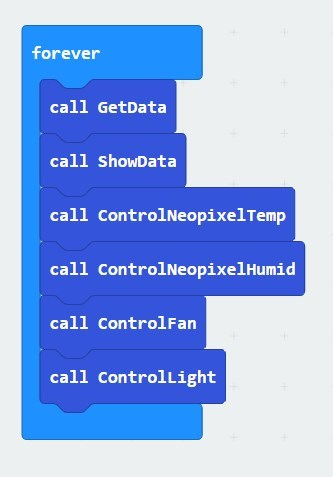 forever
call GetData
call ShowData
call ControlNeopixelTemp
call ControlNeopixelHumid
call ControlFan
call ControlLight